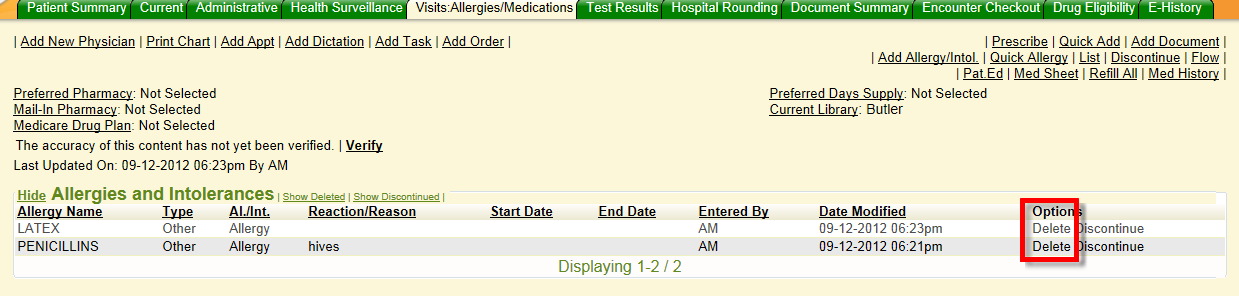 Patient Summary Current Administrative Health Surveillance Visits:Allergies/Medications Test Results Hospital Rounding Document Summary Encounter Checkout Drug Eligibility E-History
| Add New Physician | Print Chart | Add Appt | Add Dictation | Add Task | Add Order |
| Prescribe | Quick Add | Add Document |
| Add Allergy/Intol. | Quick Allergy | List | Discontinue | Flow |
| Pat.Ed | Med Sheet | Refill All | Med History |
Preferred Pharmacy: Not Selected
Mail-In Pharmacy: Not Selected
Medicare Drug Plan: Not Selected
Preferred Days Supply: Not Selected
Current Library: Butler
The accuracy of this content has not yet been verified. | Verify
Last Updated On: 09-12-2012 06:23pm By AM
Hide Allergies and Intolerances | Show Deleted | Show Discontinued |
Allergy Name Type Al./Int. Reaction/Reason Start Date End Date Entered By Date Modified Options
LATEX Other Allergy AM 09-12-2012 06:23pm Delete Discontinue
PENICILLINS Other Allergy hives AM 09-12-2012 06:21pm Delete Discontinue
Displaying 1-2 / 2